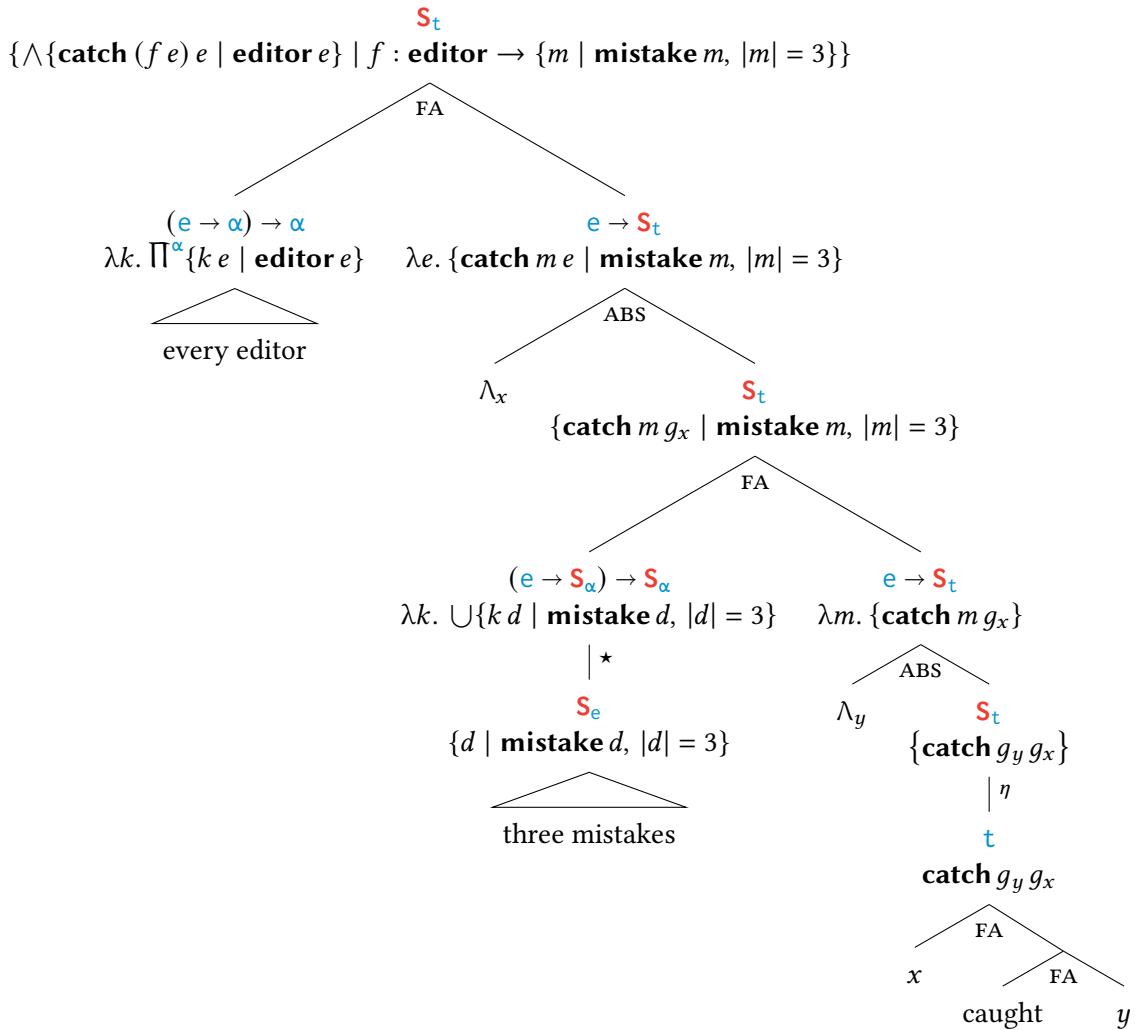 S_t
{⋀{catch (f e) e | editor e} | f : editor → {m | mistake m, |m| = 3}}
FA
(e → α) → α e → S_t
λk. ∏^α{k e | editor e} λe. {catch m e | mistake m, |m| = 3}
ABS
every editor
Λ_x S_t
{catch m g_x | mistake m, |m| = 3}
FA
(e → S_α) → S_α e → S_t
λk. ⋃{k d | mistake d, |d| = 3} λm. {catch m g_x}
★ ABS
S_e Λ_y S_t
{d | mistake d, |d| = 3} {catch g_y g_x}
η
three mistakes
t
catch g_y g_x
FA
x FA
caught y